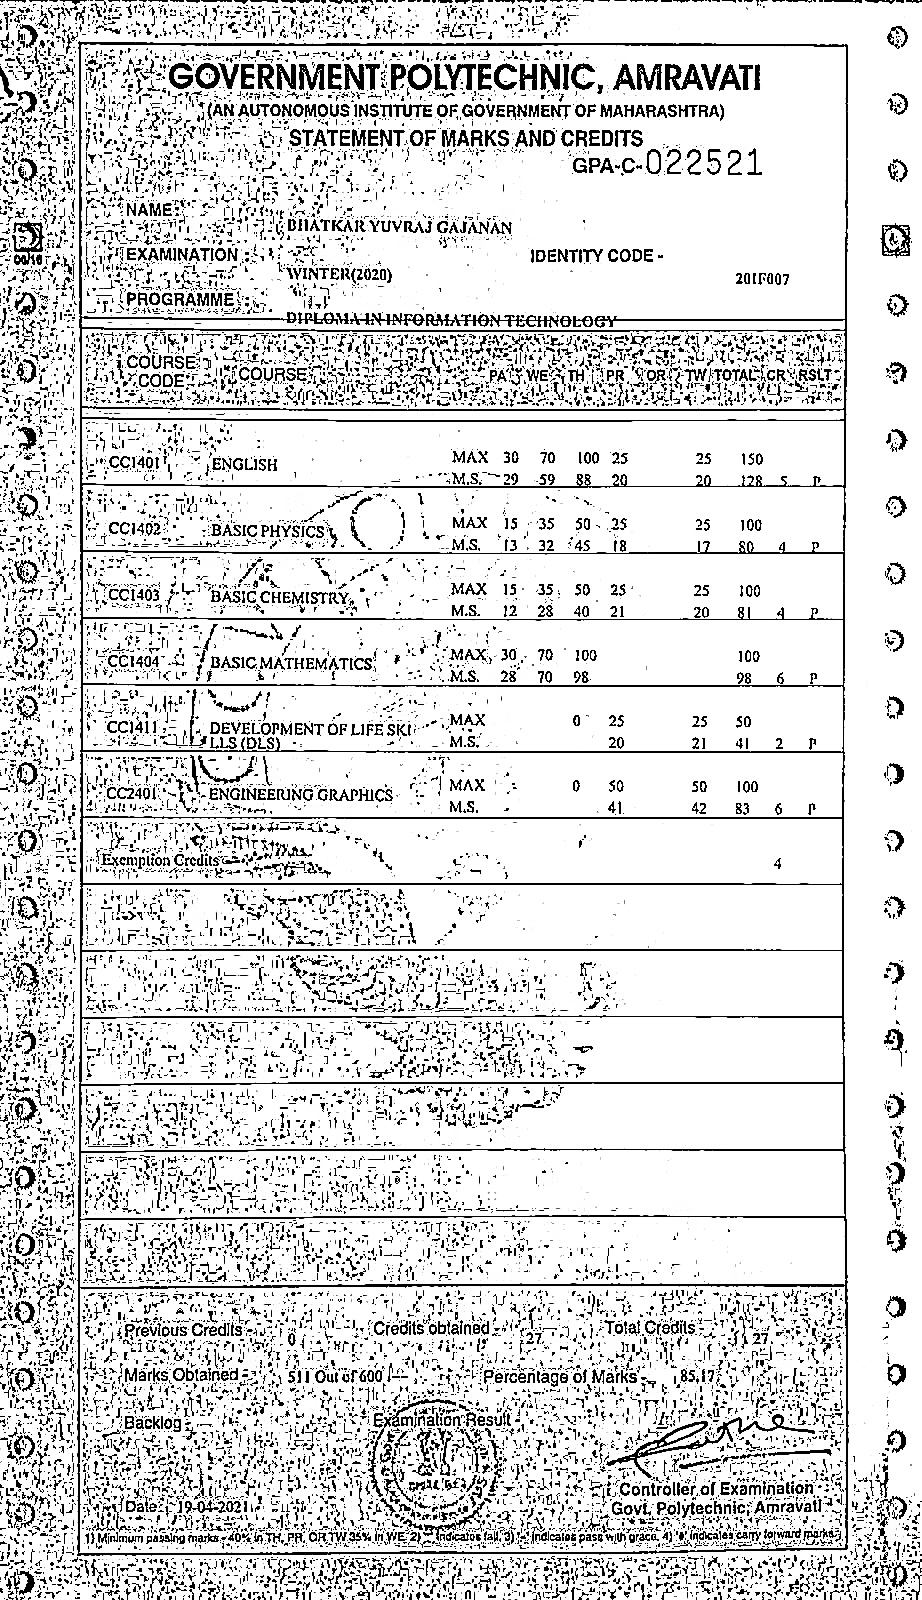 GOVERNMENT POLYTECHNIC, AMRAVATI
(AN AUTONOMOUS INSTITUTE OF GOVERNMENT OF MAHARASHTRA)
STATEMENT OF MARKS AND CREDITS
GPA-C-022521
NAME:
BHATKAR YUVRAJ GAJANAN
06/16
EXAMINATION : IDENTITY CODE -
WINTER(2020) 201F007
PROGRAMME :
DIPLOMA IN INFORMATION TECHNOLOGY
COURSE CODE COURSE PA WE TH PR OR TW TOTAL CR RSLT
CC1401 ENGLISH MAX 30 70 100 25 25 150
M.S. 29 59 88 20 20 128 5 P
CC1402 BASIC PHYSICS MAX 15 35 50 25 25 100
M.S. 13 32 45 18 17 80 4 P
CC1403 BASIC CHEMISTRY MAX 15 35 50 25 25 100
M.S. 12 28 40 21 20 81 4 P
CC1404 BASIC MATHEMATICS MAX 30 70 100 100
M.S. 28 70 98 98 6 P
CC1411 DEVELOPMENT OF LIFE SKI MAX 0 25 25 50
LLS (DLS) M.S. 20 21 41 2 P
CC2401 ENGINEERING GRAPHICS MAX 0 50 50 100
M.S. 41 42 83 6 P
Exemption Credits 4
Previous Credits - 0 Credits obtained - 27 Total Credits - 27
Marks Obtained - 511 Out of 600 Percentage of Marks - 85.17
Backlog - Examination Result -
Controller of Examination
Date: 19-04-2021 Govt. Polytechnic, Amravati
1) Minimum passing marks - 40% in TH, PR, OR TW 35% in WE. 2) indicates fail. 3) indicates pass with grace. 4) '#' indicates carry forward marks.